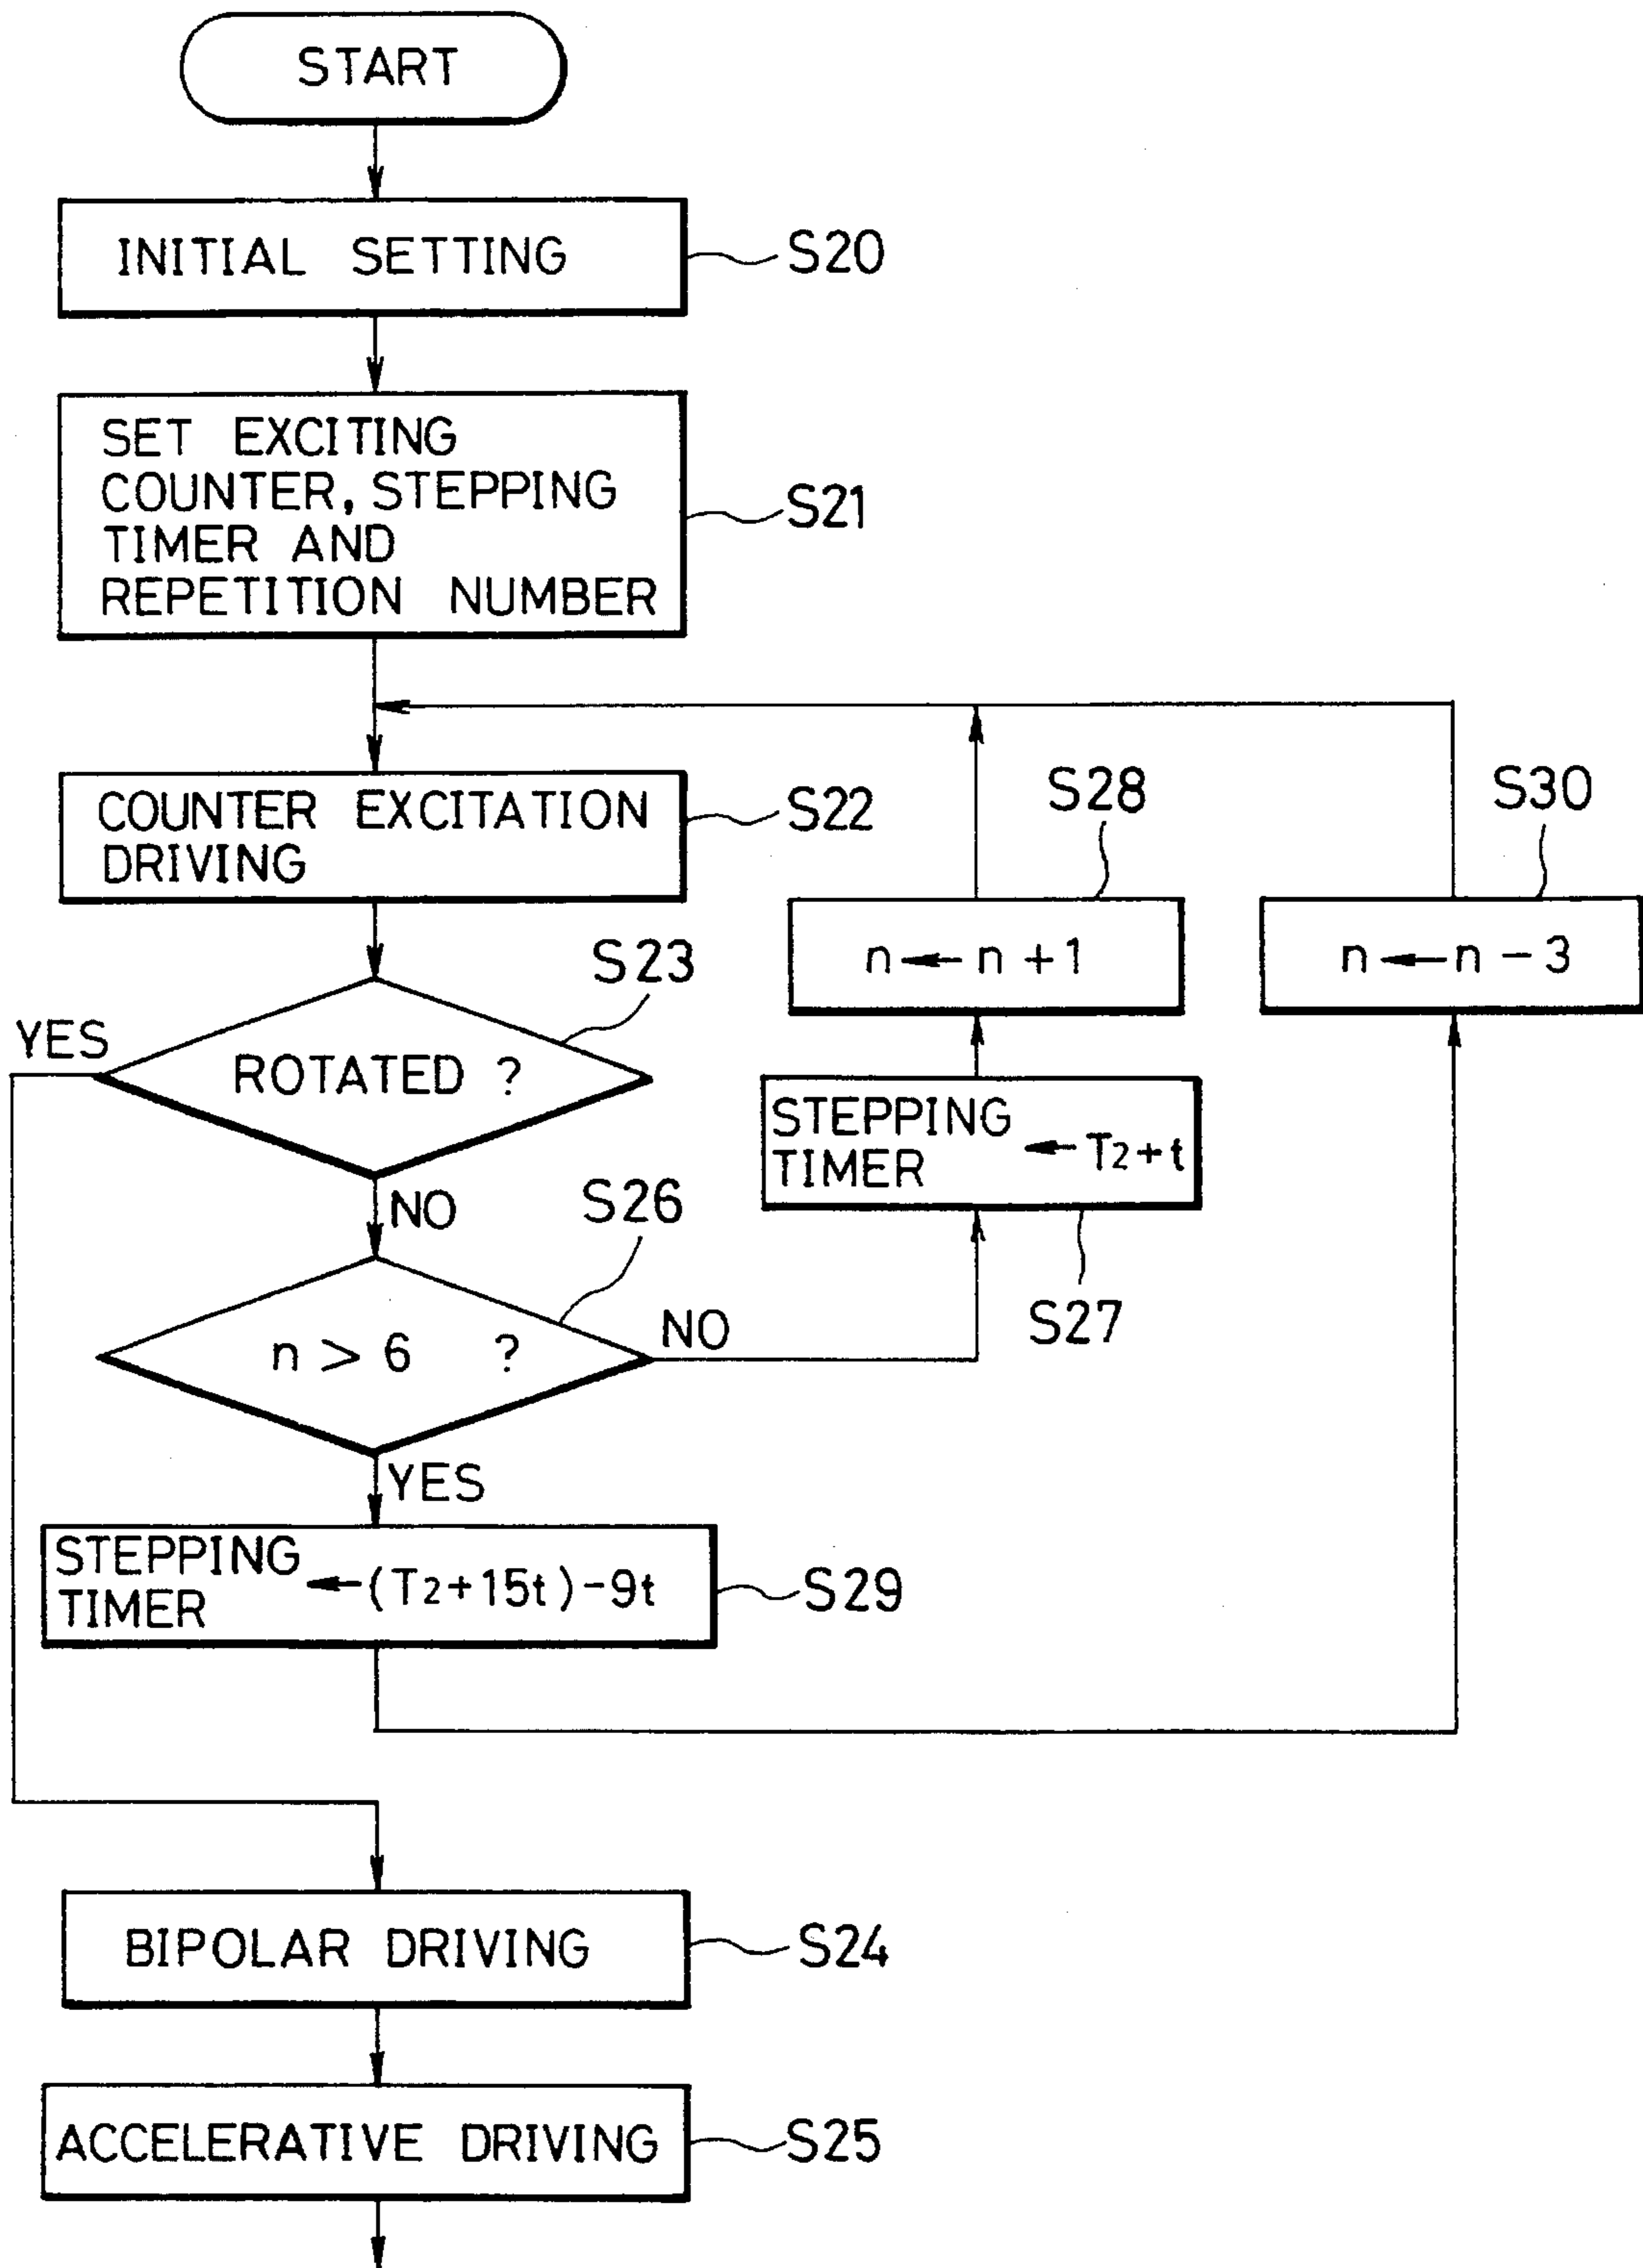 START
INITIAL SETTING
S20
SET EXCITING
COUNTER, STEPPING
TIMER AND
REPETITION NUMBER
S21
COUNTER EXCITATION
DRIVING
S22
S28
S30
n ← n + 1
n ← n - 3
S23
YES
ROTATED ?
NO
STEPPING
TIMER ← T2+t
S27
S26
n > 6 ?
NO
YES
STEPPING
TIMER ← (T2+15t)-9t
S29
BIPOLAR DRIVING
S24
ACCELERATIVE DRIVING
S25